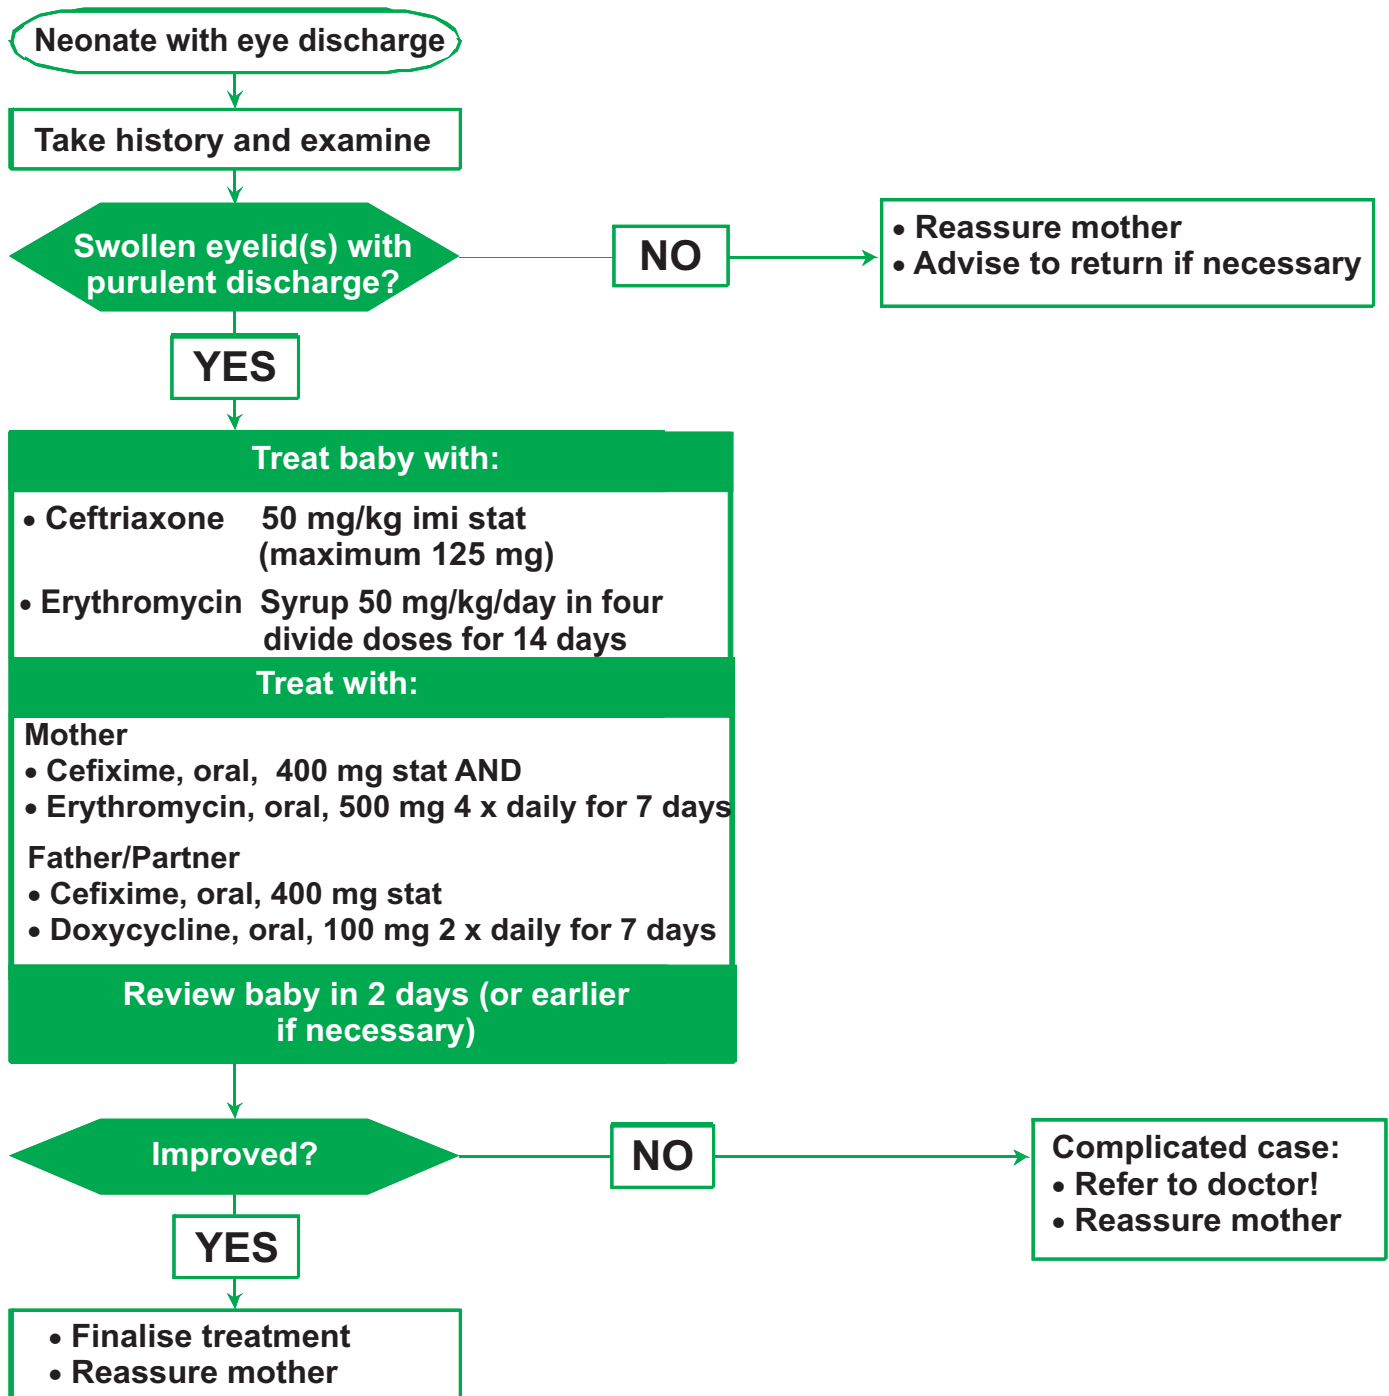 Neonate with eye discharge
Take history and examine
Swollen eyelid(s) with
purulent discharge?
NO
• Reassure mother
• Advise to return if necessary
YES
Treat baby with:
• Ceftriaxone 50 mg/kg imi stat
(maximum 125 mg)
• Erythromycin Syrup 50 mg/kg/day in four
divide doses for 14 days
Treat with:
Mother
• Cefixime, oral, 400 mg stat AND
• Erythromycin, oral, 500 mg 4 x daily for 7 days
Father/Partner
• Cefixime, oral, 400 mg stat
• Doxycycline, oral, 100 mg 2 x daily for 7 days
Review baby in 2 days (or earlier
if necessary)
Improved?
NO
Complicated case:
• Refer to doctor!
• Reassure mother
YES
• Finalise treatment
• Reassure mother